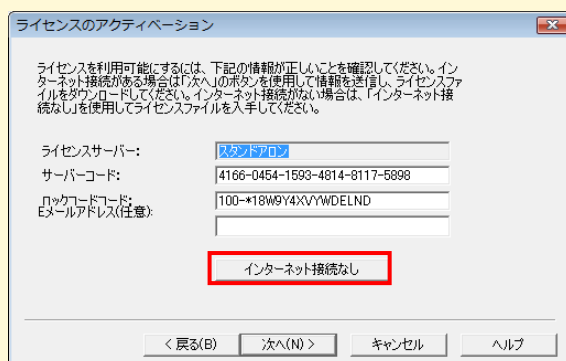 ライセンスのアクティベーション
ライセンスを利用可能にするには、下記の情報が正しいことを確認してください。イン
ターネット接続がある場合は「次へ」のボタンを使用して情報を送信し、ライセンスファ
イルをダウンロードしてください。インターネット接続がない場合は、「インターネット接
続なし」を使用してライセンスファイルを入手してください。
ライセンスサーバー: スタンドアロン
サーバーコード: 4166-0454-1593-4814-8117-5898
ロックコードコード: 100-*18W9Y4XVYWDELND
Eメールアドレス(任意):
インターネット接続なし
< 戻る(B) 次へ(N) > キャンセル ヘルプ